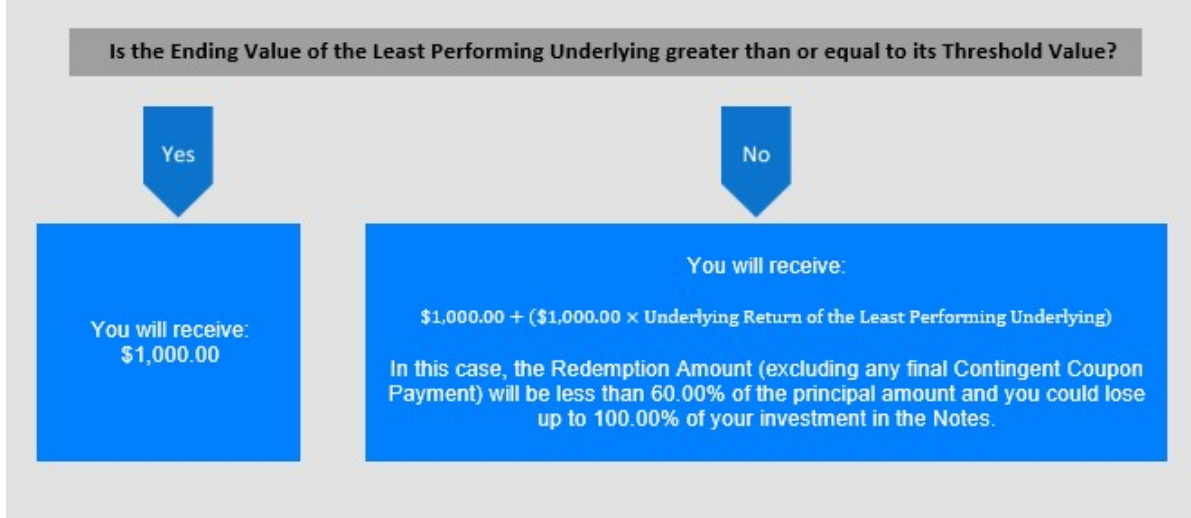 Is the Ending Value of the Least Performing Underlying greater than or equal to its Threshold Value?
Yes
No
You will receive:
$1,000.00
You will receive:
$1,000.00 + ($1,000.00 × Underlying Return of the Least Performing Underlying)
In this case, the Redemption Amount (excluding any final Contingent Coupon
Payment) will be less than 60.00% of the principal amount and you could lose
up to 100.00% of your investment in the Notes.